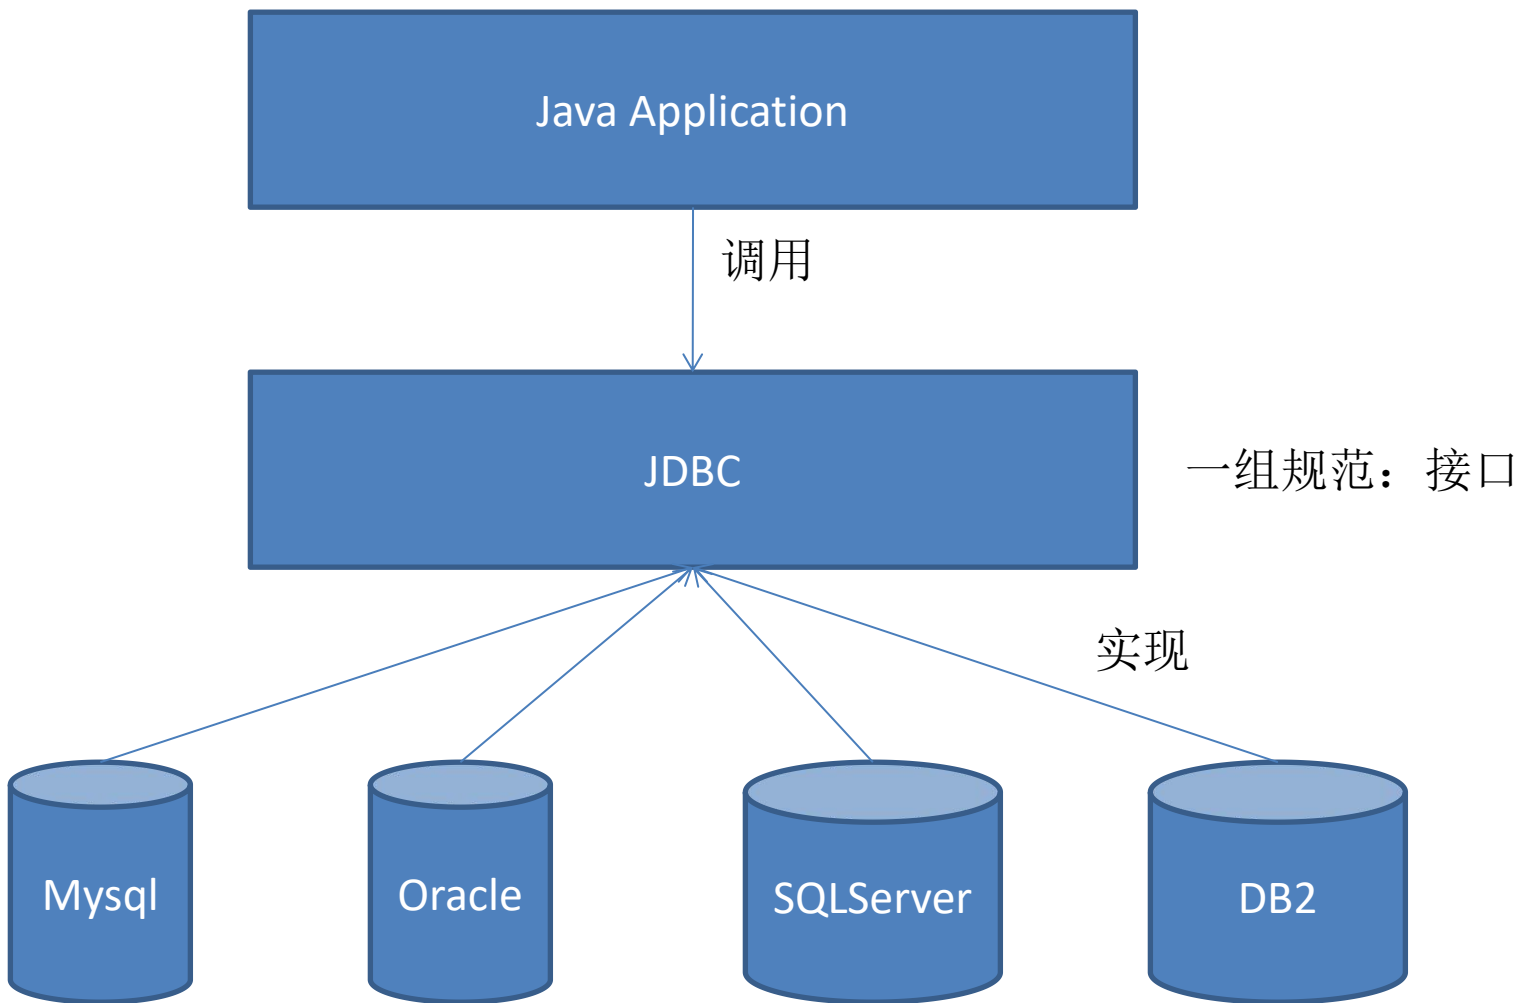 Java Application
调用
JDBC
一组规范：接口
实现
Mysql
Oracle
SQLServer
DB2